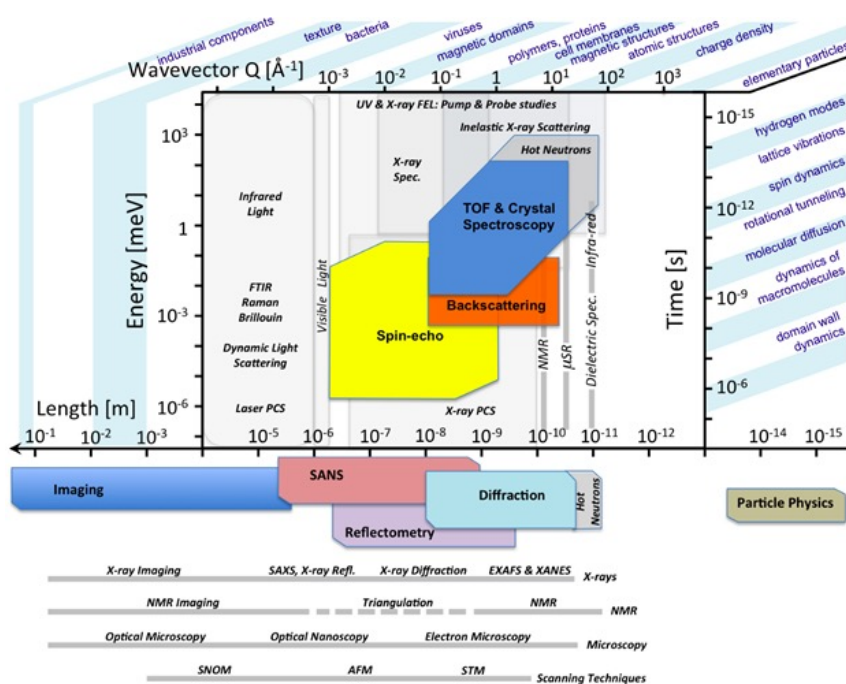 industrial components
texture
bacteria
viruses
magnetic domains
polymers, proteins
cell membranes
magnetic structures
atomic structures
charge density
elementary particles
Wavevector Q [Å⁻¹]
10⁻³ 10⁻² 10⁻¹ 1 10¹ 10² 10³
UV & X-ray FEL: Pump & Probe studies
Inelastic X-ray Scattering
Hot Neutrons
X-ray
Spec.
TOF & Crystal
Spectroscopy
Infrared
Light
FTIR
Raman
Brillouin
Dynamic Light
Scattering
Laser PCS
Visible Light
Spin-echo
Backscattering
X-ray PCS
NMR
μSR
Dielectric Spec.
Infra-red
Energy [meV]
10³
1
10⁻³
10⁻⁶
Time [s]
10⁻¹⁵
10⁻¹²
10⁻⁹
10⁻⁶
hydrogen modes
lattice vibrations
spin dynamics
rotational tunneling
molecular diffusion
dynamics of
macromolecules
domain wall
dynamics
Length [m]
10⁻¹ 10⁻² 10⁻³ 10⁻⁵ 10⁻⁶ 10⁻⁷ 10⁻⁸ 10⁻⁹ 10⁻¹⁰ 10⁻¹¹ 10⁻¹² 10⁻¹⁴ 10⁻¹⁵
Imaging
SANS
Diffraction
Hot
Neutrons
Particle Physics
Reflectometry
X-ray Imaging SAXS, X-ray Refl. X-ray Diffraction EXAFS & XANES X-rays
NMR Imaging Triangulation NMR NMR
Optical Microscopy Optical Nanoscopy Electron Microscopy Microscopy
SNOM AFM STM Scanning Techniques